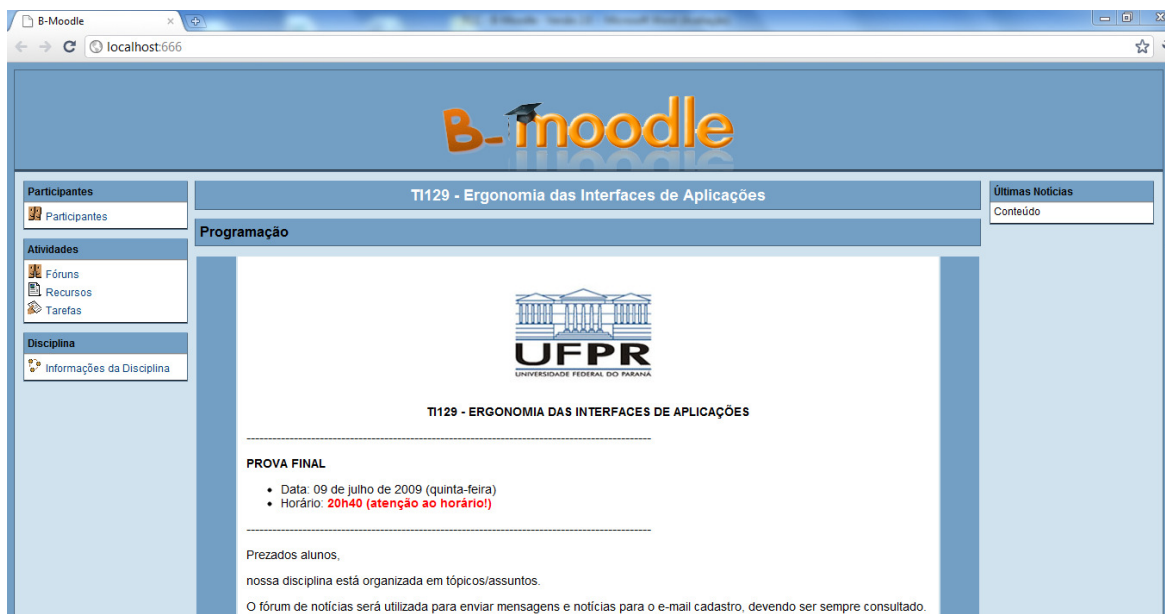 B-Moodle
localhost:666
B-moodle
Participantes
Participantes
Atividades
Fóruns
Recursos
Tarefas
Disciplina
Informações da Disciplina
TI129 - Ergonomia das Interfaces de Aplicações
Programação
UFPR
UNIVERSIDADE FEDERAL DO PARANÁ
TI129 - ERGONOMIA DAS INTERFACES DE APLICAÇÕES
PROVA FINAL
Data: 09 de julho de 2009 (quinta-feira)
Horário: 20h40 (atenção ao horário!)
Prezados alunos,
nossa disciplina está organizada em tópicos/assuntos.
O fórum de notícias será utilizada para enviar mensagens e notícias para o e-mail cadastro, devendo ser sempre consultado.
Últimas Noticias
Conteúdo